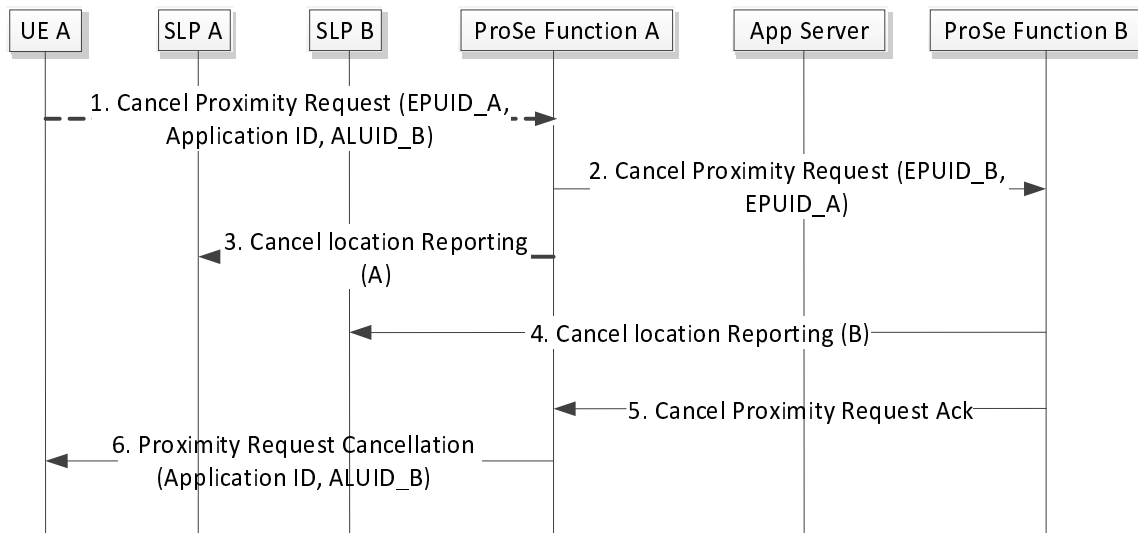 UE A
SLP A
SLP B
ProSe Function A
App Server
ProSe Function B
1. Cancel Proximity Request (EPUID_A,
Application ID, ALUID_B)
2. Cancel Proximity Request (EPUID_B,
EPUID_A)
3. Cancel location Reporting
(A)
4. Cancel location Reporting (B)
5. Cancel Proximity Request Ack
6. Proximity Request Cancellation
(Application ID, ALUID_B)